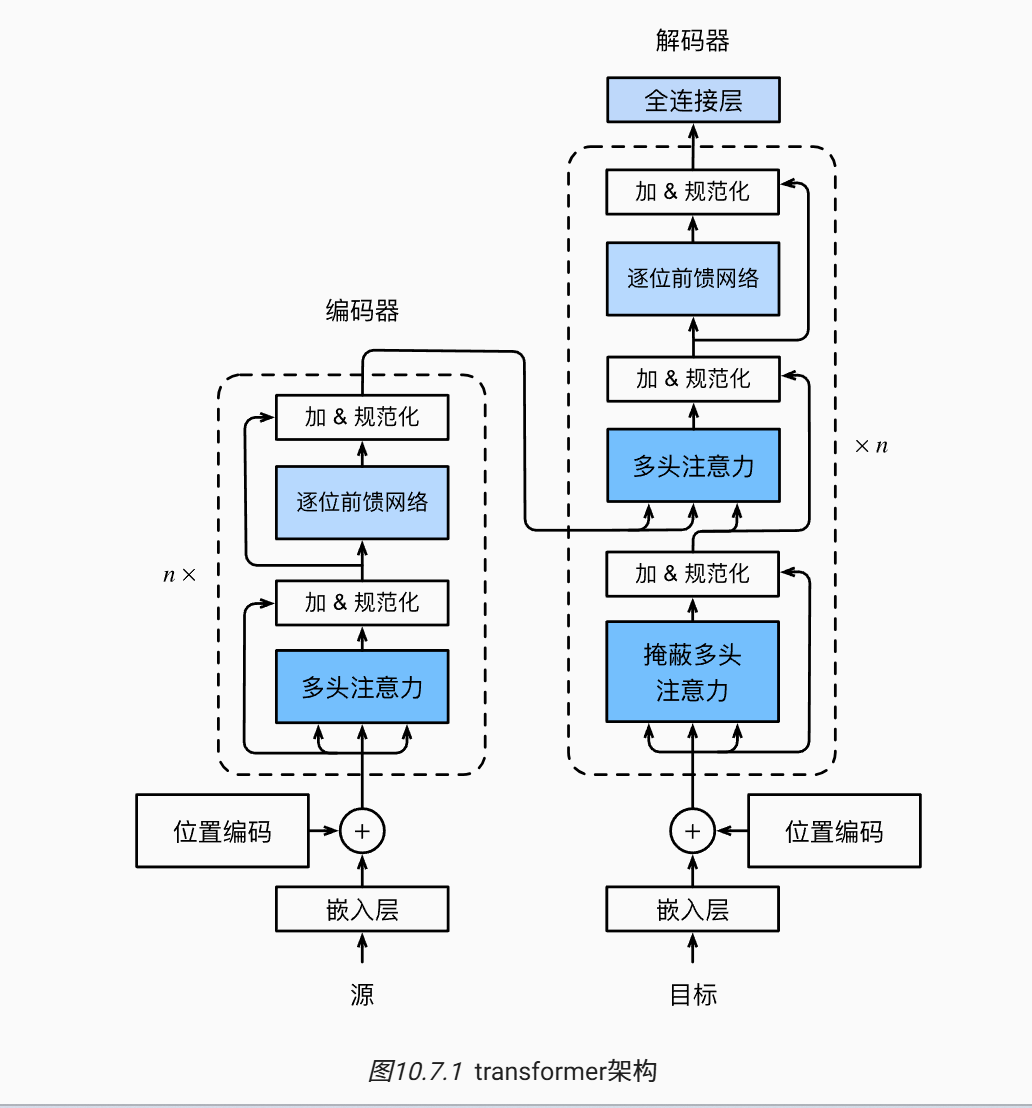 解码器
全连接层
加 & 规范化
逐位前馈网络
加 & 规范化
多头注意力
× n
加 & 规范化
掩蔽多头
注意力
位置编码
嵌入层
目标
编码器
加 & 规范化
逐位前馈网络
n ×
加 & 规范化
多头注意力
位置编码
嵌入层
源
+
+
图10.7.1 transformer架构